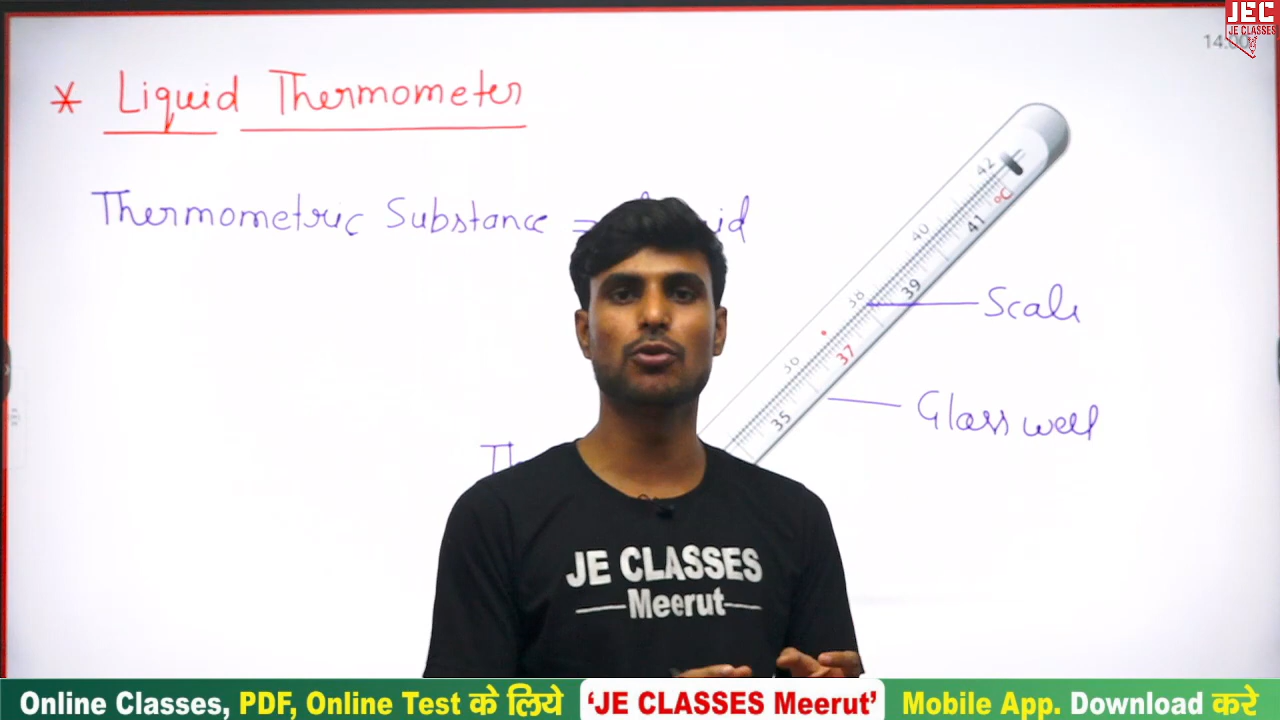 JEC
JE CLASSES
* Liquid Thermometer
Thermometric Substance =
42
°C
41
40
39
38
Scale
37
36
35
Glass well
JE CLASSES
Meerut
Online Classes, PDF, Online Test के लिये 'JE CLASSES Meerut' Mobile App. Download करे